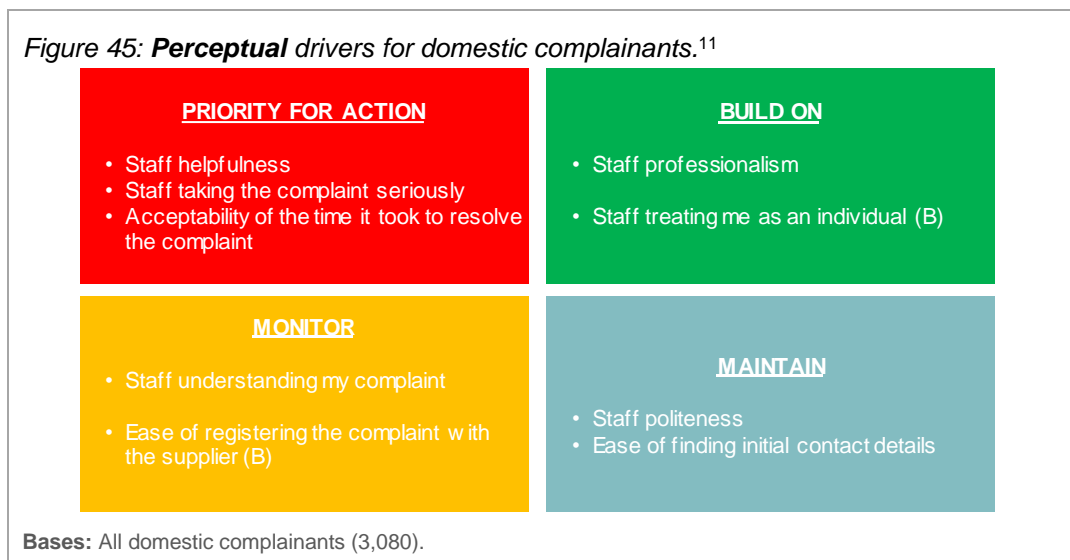 Figure 45: Perceptual drivers for domestic complainants.11
PRIORITY FOR ACTION
• Staff helpfulness
• Staff taking the complaint seriously
• Acceptability of the time it took to resolve
the complaint
BUILD ON
• Staff professionalism
• Staff treating me as an individual (B)
MONITOR
• Staff understanding my complaint
• Ease of registering the complaint with
the supplier (B)
MAINTAIN
• Staff politeness
• Ease of finding initial contact details
Bases: All domestic complainants (3,080).